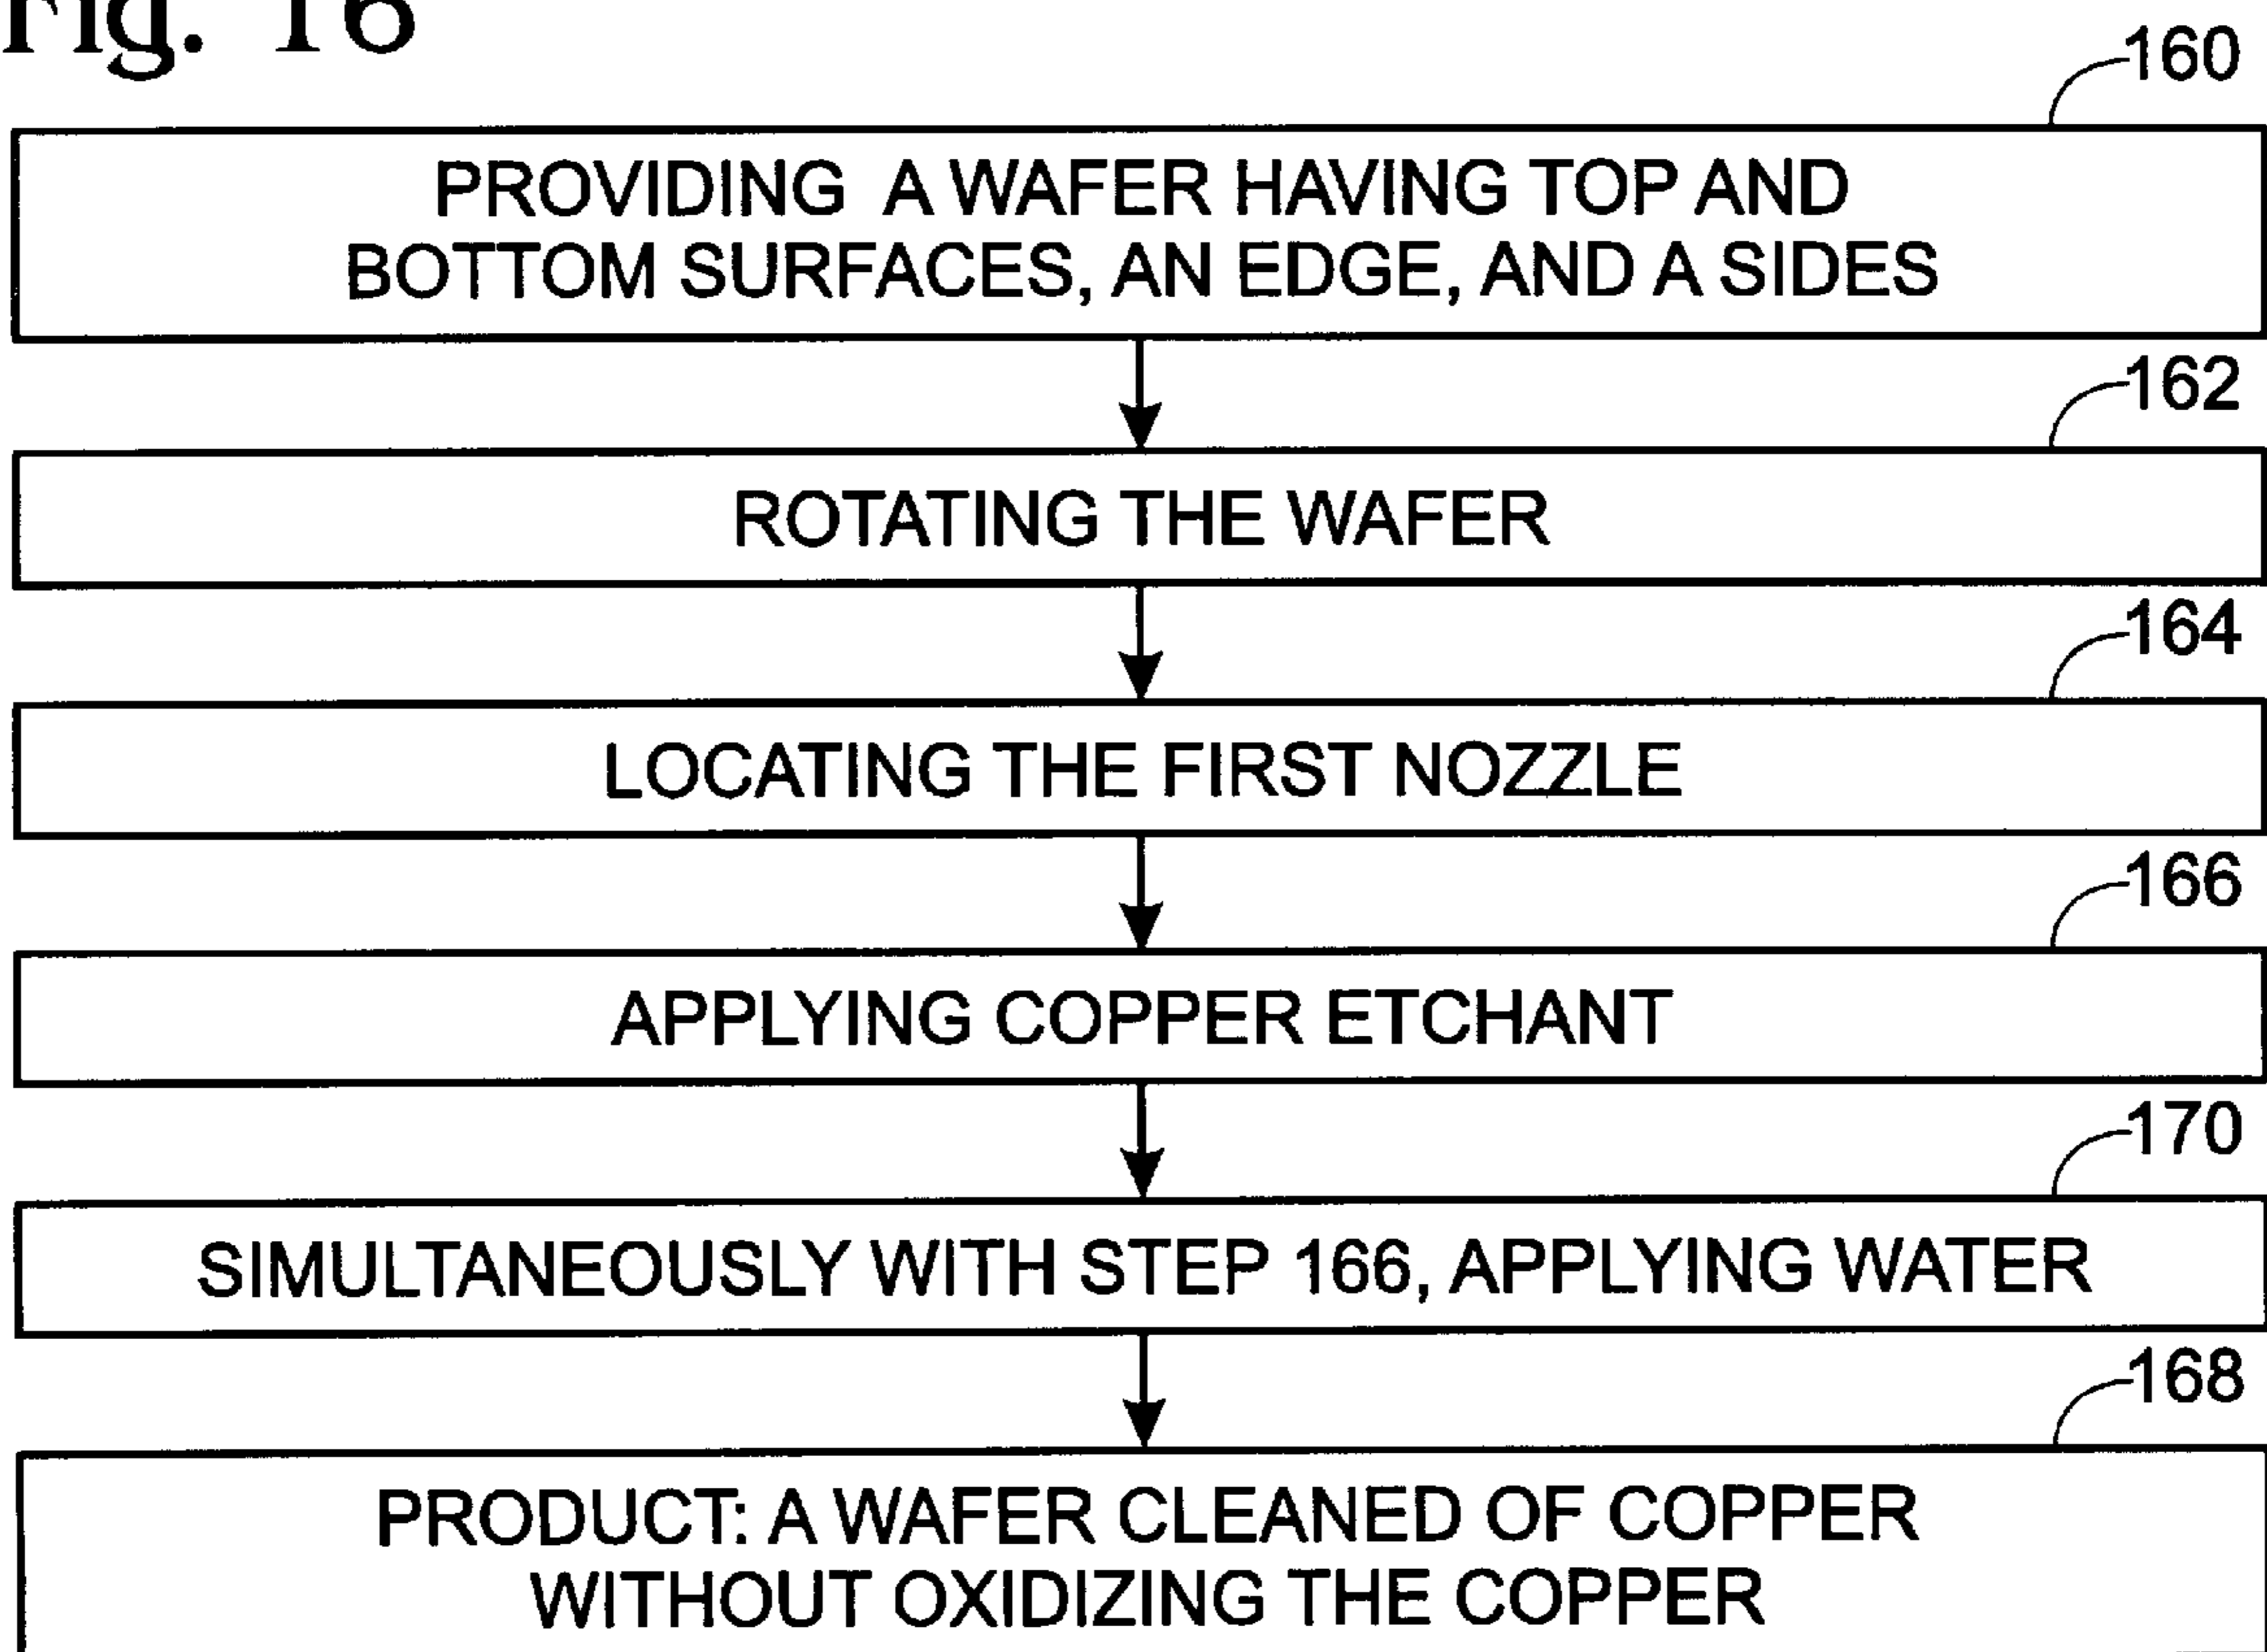 Fig. 16
160
PROVIDING A WAFER HAVING TOP AND
BOTTOM SURFACES, AN EDGE, AND A SIDES
162
ROTATING THE WAFER
164
LOCATING THE FIRST NOZZLE
166
APPLYING COPPER ETCHANT
170
SIMULTANEOUSLY WITH STEP 166, APPLYING WATER
168
PRODUCT: A WAFER CLEANED OF COPPER
WITHOUT OXIDIZING THE COPPER